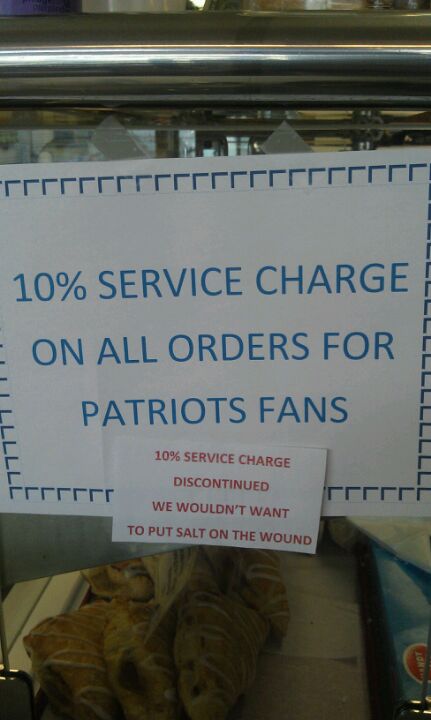 10% SERVICE CHARGE
ON ALL ORDERS FOR
PATRIOTS FANS
10% SERVICE CHARGE
DISCONTINUED
WE WOULDN'T WANT
TO PUT SALT ON THE WOUND